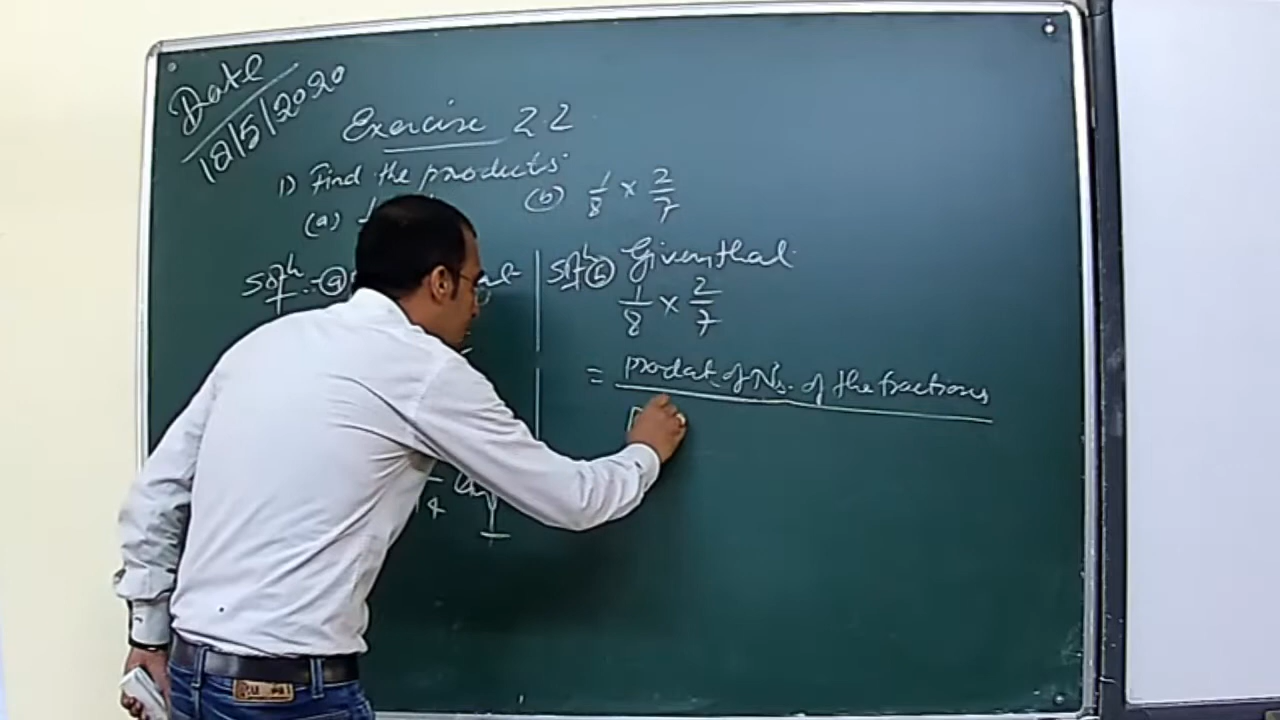 Date
18/5/2020
Exercise 2.2
1) Find the products
(a)
(b) 1/8 × 2/7
Solⁿ:- (a)
Solⁿ (b) Given that
1/8 × 2/7
= product of Ns. of the fractions